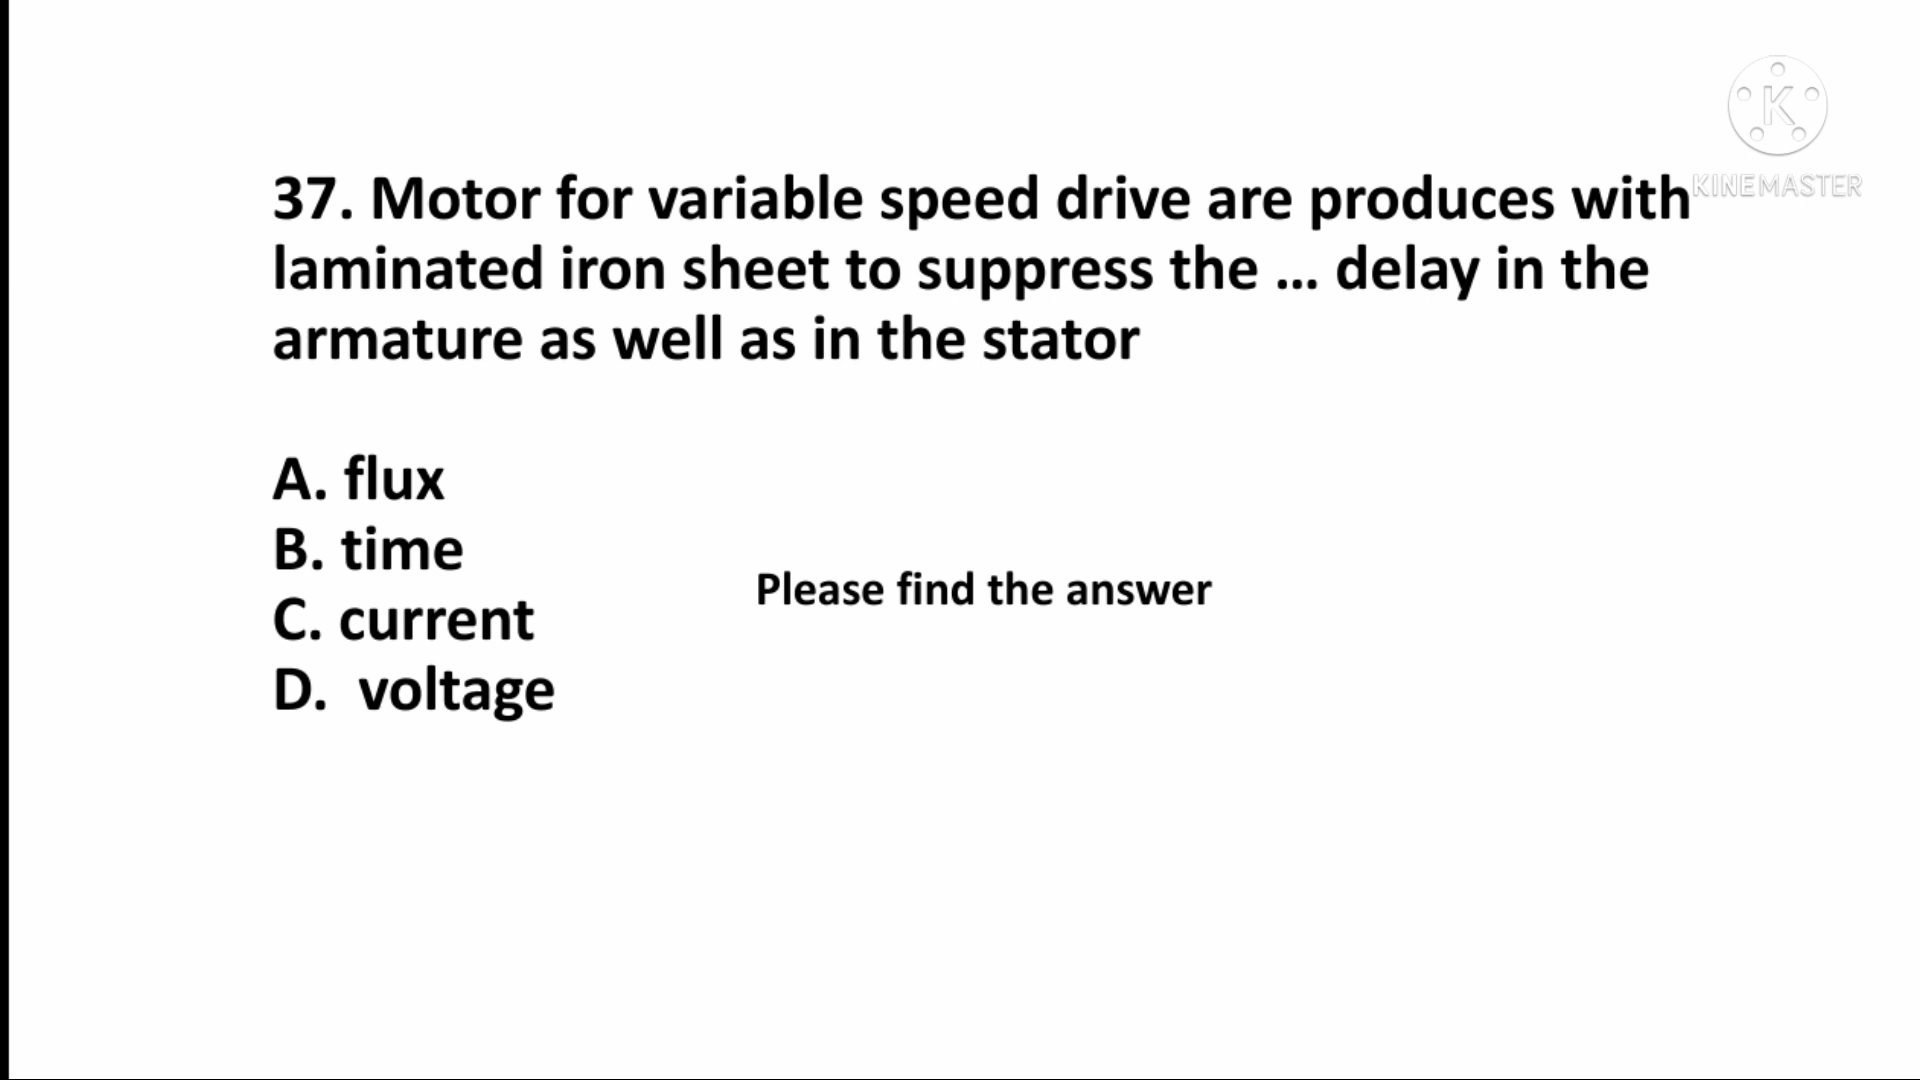 K
KINEMASTER
37. Motor for variable speed drive are produces with
laminated iron sheet to suppress the ... delay in the
armature as well as in the stator
A. flux
B. time
C. current
D. voltage
Please find the answer